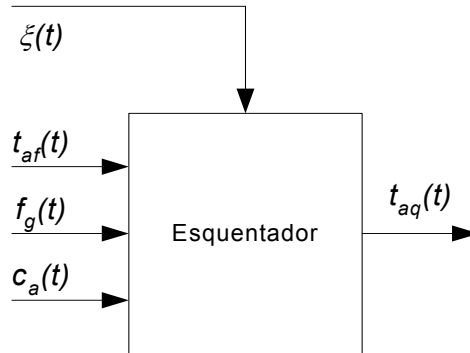 ξ(t)
t_af(t)
f_g(t)
c_a(t)
Esquentador
t_aq(t)